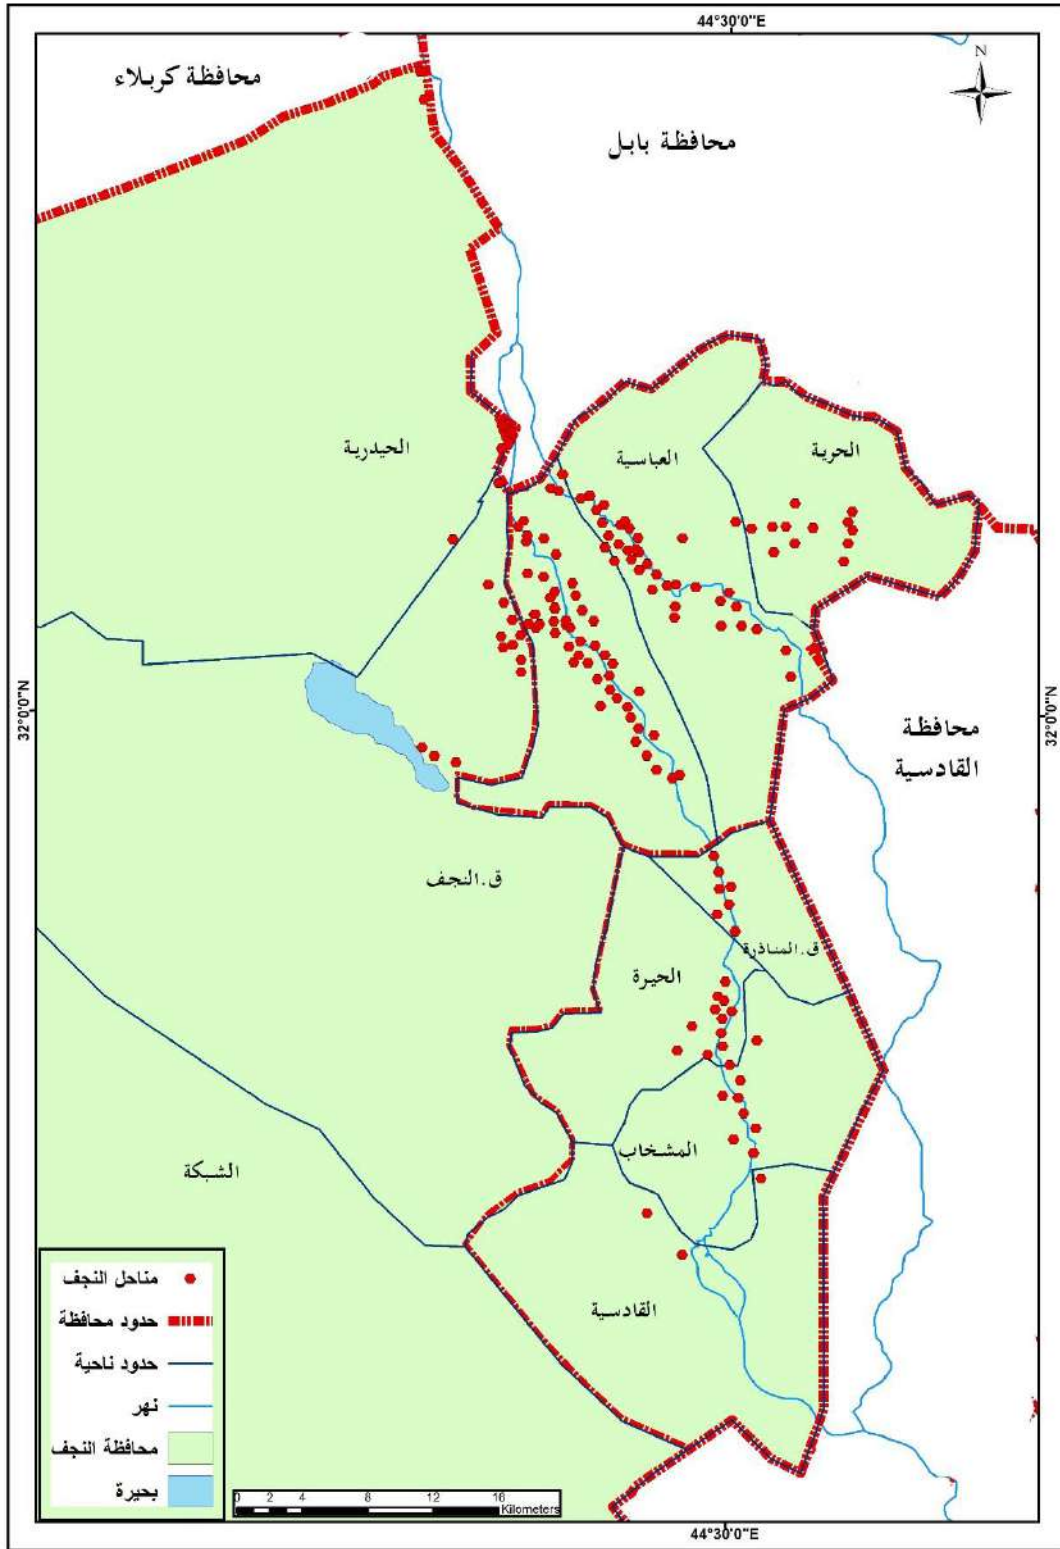 44°30'0"E
N
محافظة كربلاء
محافظة بابل
الحيدرية
العباسية
الحرية
32°0'0"N
32°0'0"N
محافظة
القادسية
ق.النجف
ق.المناذرة
الحيرة
المشخاب
الشبكة
القادسية
مناحل النجف
حدود محافظة
حدود ناحية
نهر
محافظة النجف
بحيرة
0 2 4 8 12 16
Kilometers
44°30'0"E